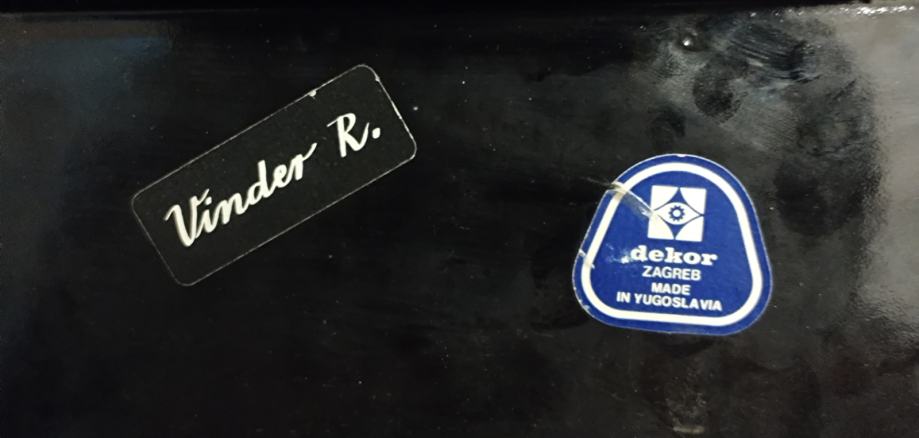 Vinder R.
dekor
ZAGREB
MADE
IN YUGOSLAVIA